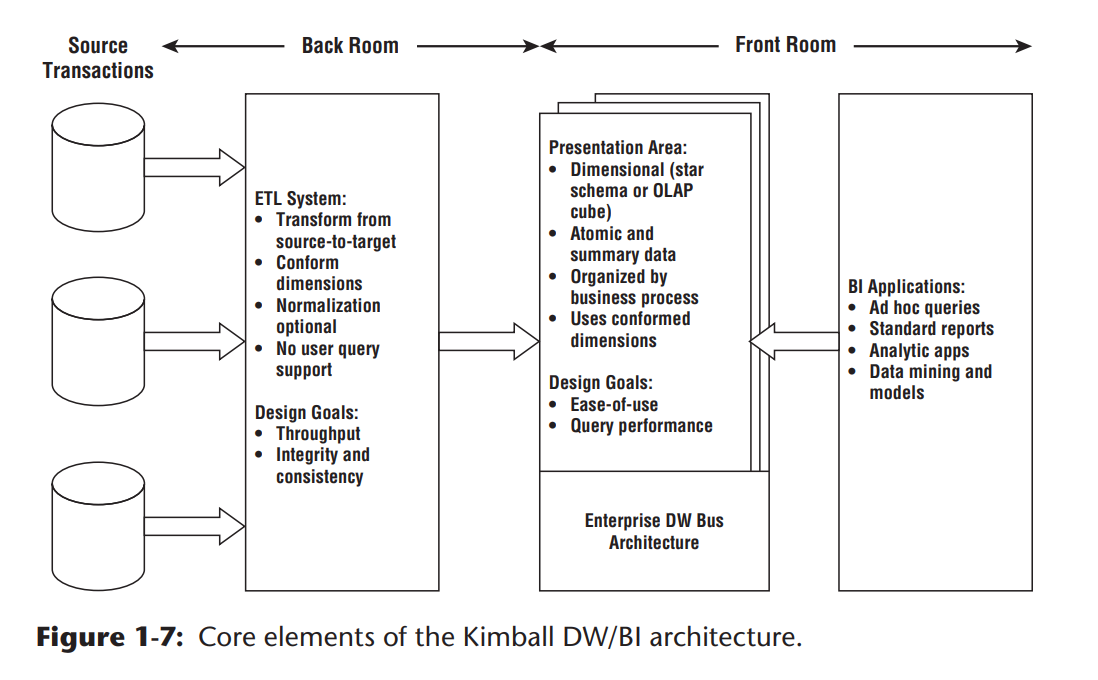 Source
Transactions
Back Room
Front Room
ETL System:
• Transform from
source-to-target
• Conform
dimensions
• Normalization
optional
• No user query
support
Design Goals:
• Throughput
• Integrity and
consistency
Presentation Area:
• Dimensional (star
schema or OLAP
cube)
• Atomic and
summary data
• Organized by
business process
• Uses conformed
dimensions
Design Goals:
• Ease-of-use
• Query performance
Enterprise DW Bus
Architecture
BI Applications:
• Ad hoc queries
• Standard reports
• Analytic apps
• Data mining and
models
Figure 1-7: Core elements of the Kimball DW/BI architecture.